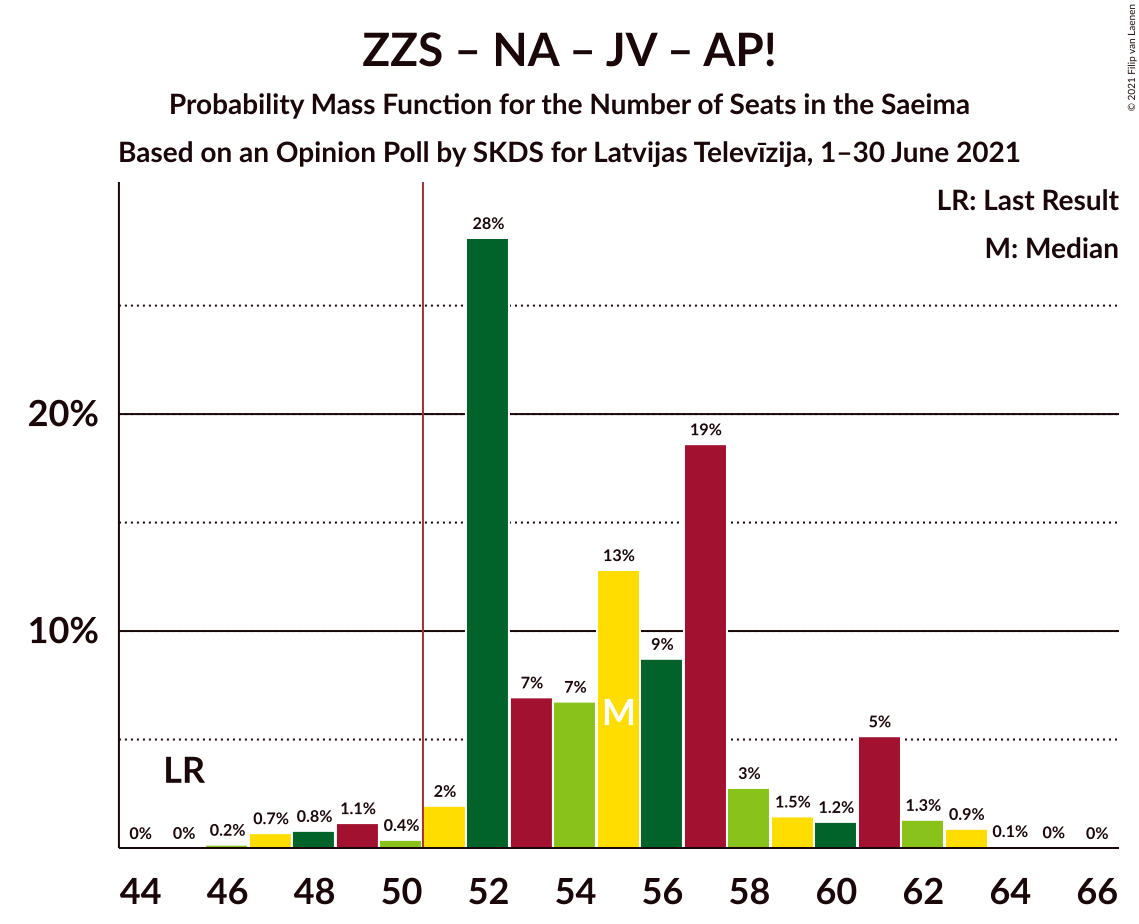 ZZS – NA – JV – AP!
Probability Mass Function for the Number of Seats in the Saeima
Based on an Opinion Poll by SKDS for Latvijas Televīzija, 1–30 June 2021
© 2021 Filip van Laenen
LR: Last Result
M: Median
28%
20%
19%
13%
10%
9%
7%
7%
M
5%
LR
3%
2%
0%
0%
0.2%
0.7%
0.8%
1.1%
0.4%
1.5%
1.2%
1.3%
0.9%
0.1%
0%
0%
44 46 48 50 52 54 56 58 60 62 64 66